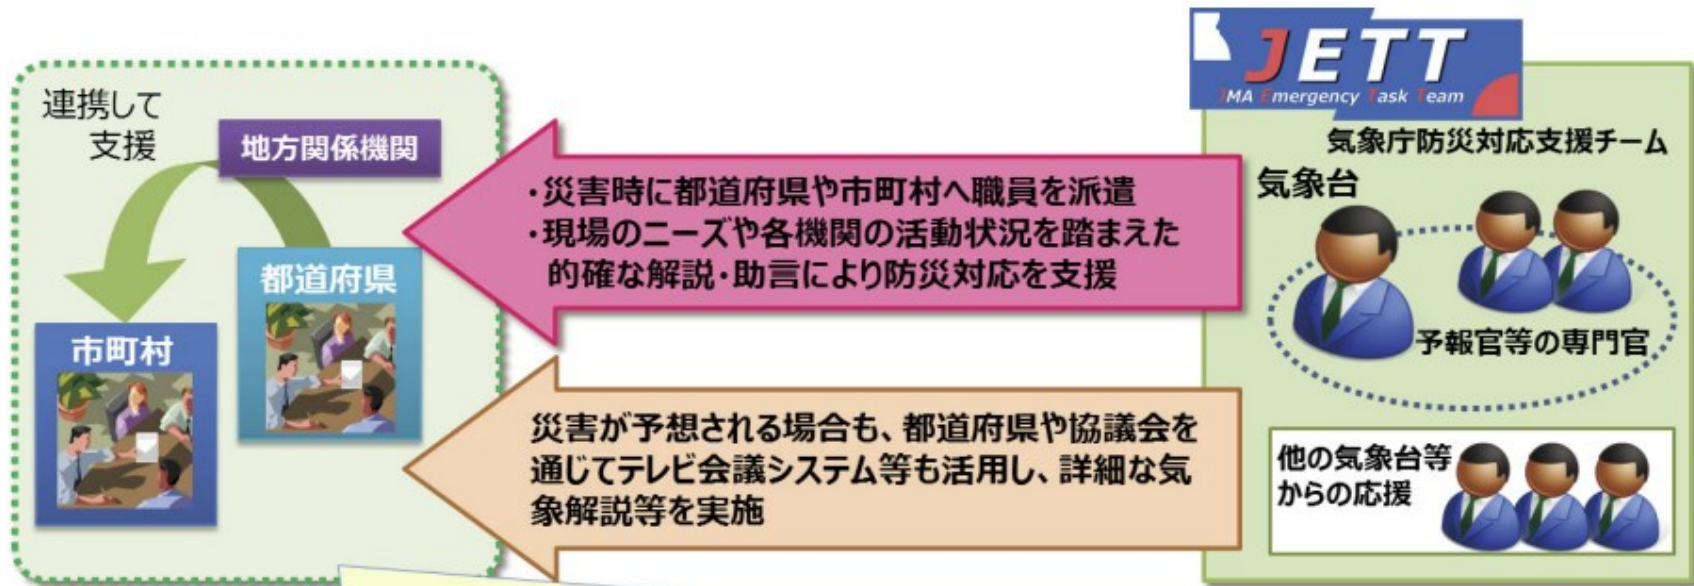 連携して
支援
地方関係機関
都道府県
市町村
・災害時に都道府県や市町村へ職員を派遣
・現場のニーズや各機関の活動状況を踏まえた
的確な解説・助言により防災対応を支援
災害が予想される場合も、都道府県や協議会を
通じてテレビ会議システム等も活用し、詳細な気
象解説等を実施
JETT
JMA Emergency Task Team
気象庁防災対応支援チーム
気象台
予報官等の専門官
他の気象台等
からの応援